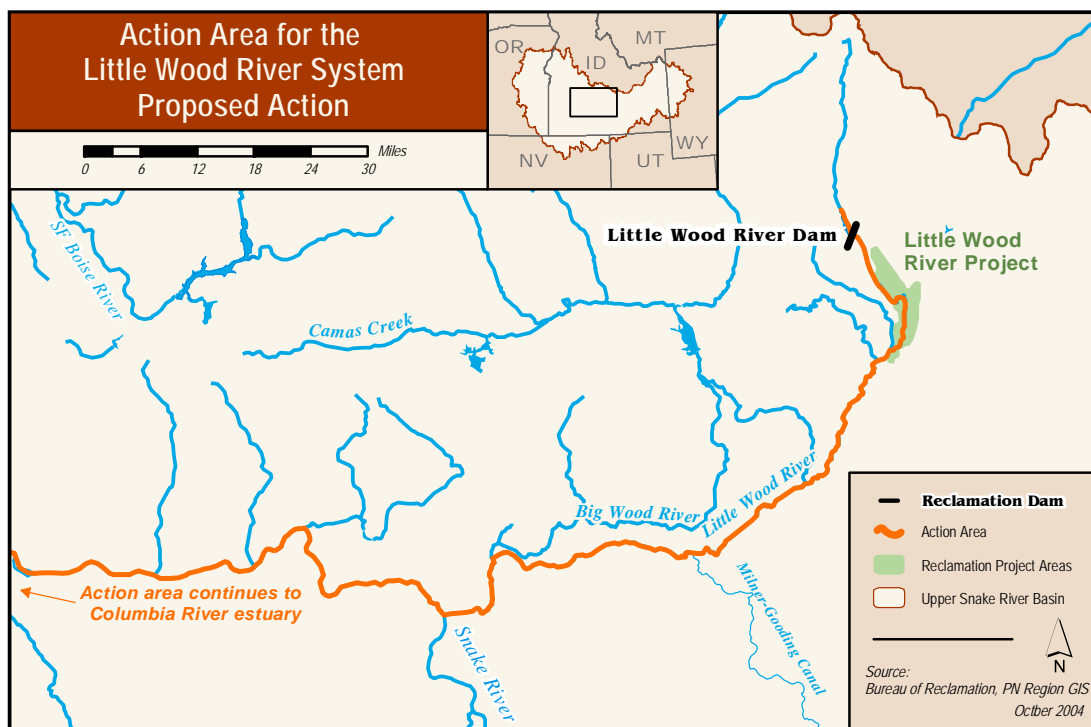 Action Area for the
Little Wood River System
Proposed Action
Miles
0 6 12 18 24 30
OR
ID
MT
WY
NV
UT
SF Boise River
Little Wood River Dam
Little Wood
River Project
Camas Creek
Little Wood River
Big Wood River
Action area continues to
Columbia River estuary
Snake River
Milner-Gooding Canal
Reclamation Dam
Action Area
Reclamation Project Areas
Upper Snake River Basin
N
Source:
Bureau of Reclamation, PN Region GIS
Octber 2004